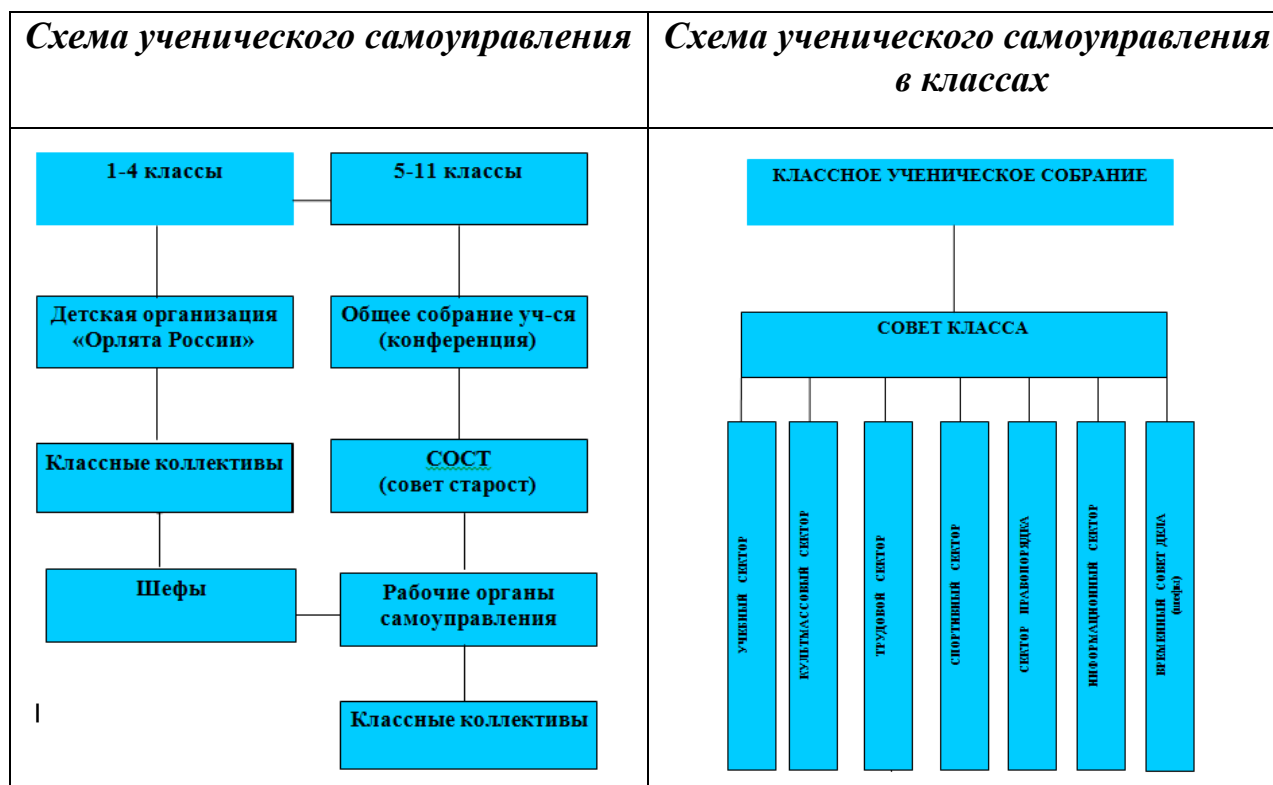 Схема ученического самоуправления
Схема ученического самоуправления
в классах
1-4 классы
5-11 классы
Детская организация
«Орлята России»
Общее собрание уч-ся
(конференция)
Классные коллективы
СОСТ
(совет старост)
Шефы
Рабочие органы
самоуправления
Классные коллективы
КЛАССНОЕ УЧЕНИЧЕСКОЕ СОБРАНИЕ
СОВЕТ КЛАССА
УЧЕБНЫЙ СЕКТОР
КУЛЬТМАССОВЫЙ СЕКТОР
ТРУДОВОЙ СЕКТОР
СПОРТИВНЫЙ СЕКТОР
СЕКТОР ПРАВОПОРЯДКА
ИНФОРМАЦИОННЫЙ СЕКТОР
ВРЕМЕННЫЙ СОВЕТ ДЕЛА
(шефы)